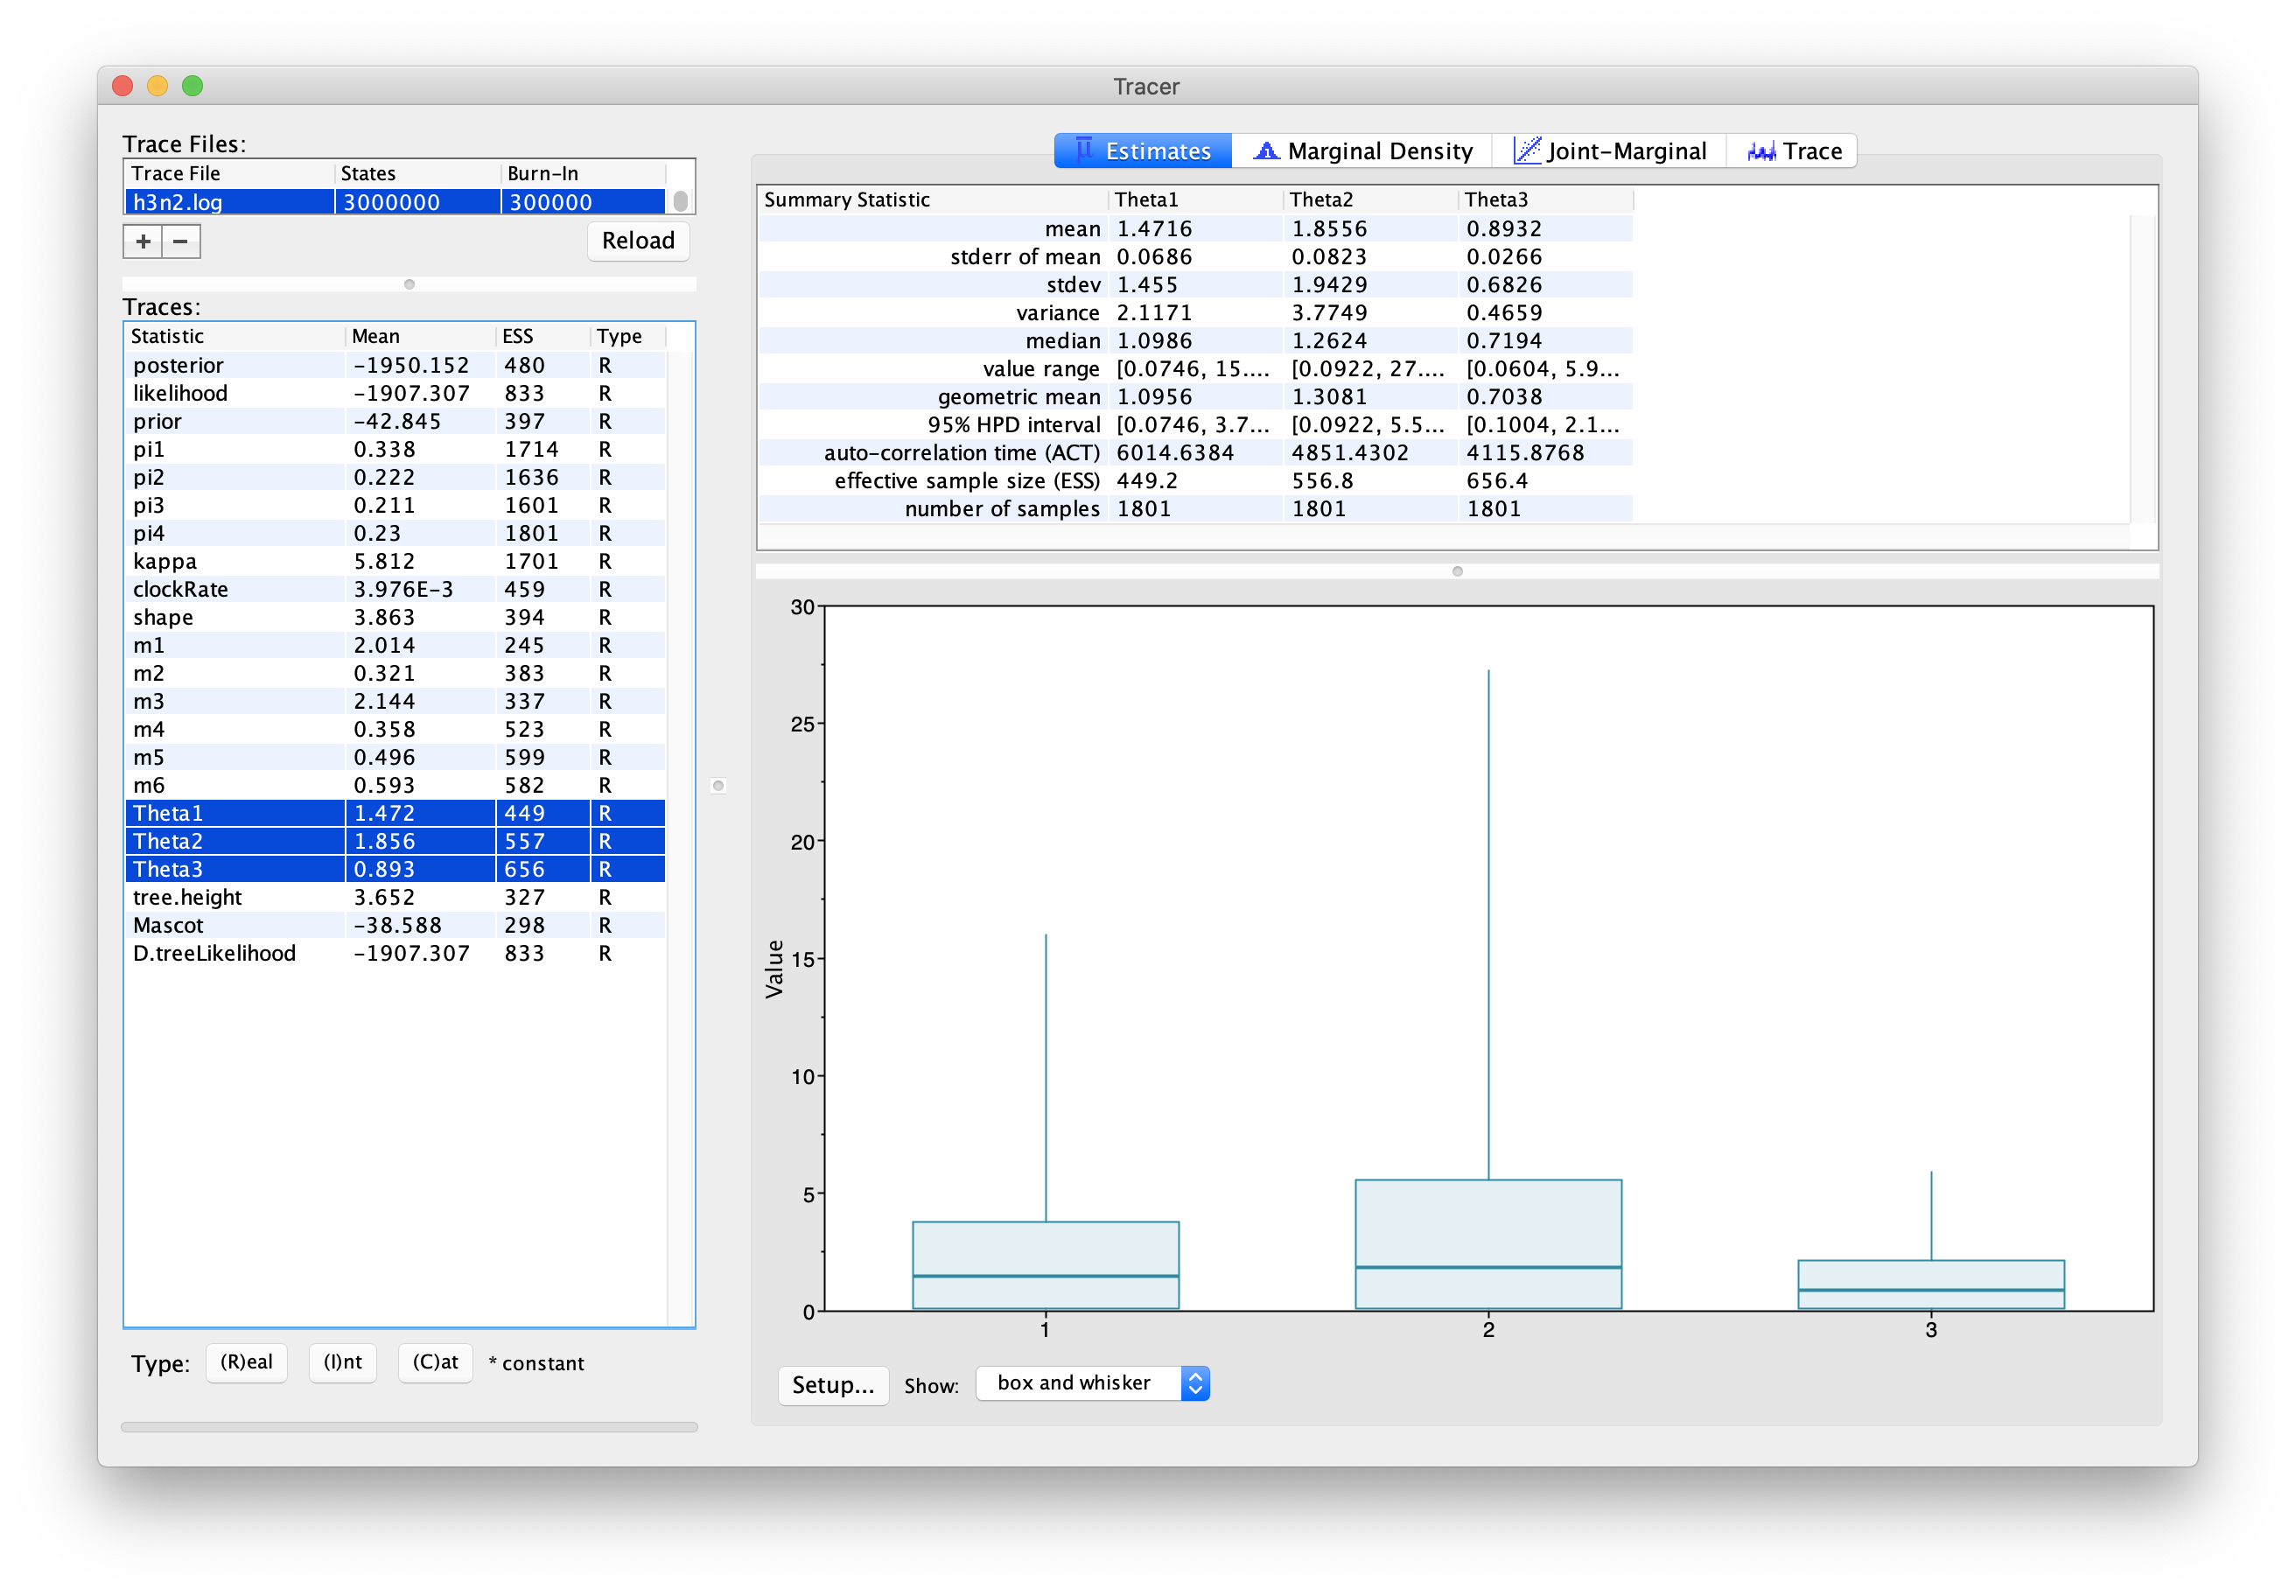 Tracer
Trace Files:
Trace File States Burn-In
h3n2.log 3000000 300000
+ − Reload
Traces:
Statistic Mean ESS Type
posterior −1950.152 480 R
likelihood −1907.307 833 R
prior −42.845 397 R
pi1 0.338 1714 R
pi2 0.222 1636 R
pi3 0.211 1601 R
pi4 0.23 1801 R
kappa 5.812 1701 R
clockRate 3.976E−3 459 R
shape 3.863 394 R
m1 2.014 245 R
m2 0.321 383 R
m3 2.144 337 R
m4 0.358 523 R
m5 0.496 599 R
m6 0.593 582 R
Theta1 1.472 449 R
Theta2 1.856 557 R
Theta3 0.893 656 R
tree.height 3.652 327 R
Mascot −38.588 298 R
D.treeLikelihood −1907.307 833 R
Type: (R)eal (I)nt (C)at * constant
μ Estimates Marginal Density Joint-Marginal Trace
Summary Statistic Theta1 Theta2 Theta3
mean 1.4716 1.8556 0.8932
stderr of mean 0.0686 0.0823 0.0266
stdev 1.455 1.9429 0.6826
variance 2.1171 3.7749 0.4659
median 1.0986 1.2624 0.7194
value range [0.0746, 15.... [0.0922, 27.... [0.0604, 5.9...
geometric mean 1.0956 1.3081 0.7038
95% HPD interval [0.0746, 3.7... [0.0922, 5.5... [0.1004, 2.1...
auto-correlation time (ACT) 6014.6384 4851.4302 4115.8768
effective sample size (ESS) 449.2 556.8 656.4
number of samples 1801 1801 1801
30
25
20
Value
15
10
5
0
1 2 3
Setup... Show: box and whisker